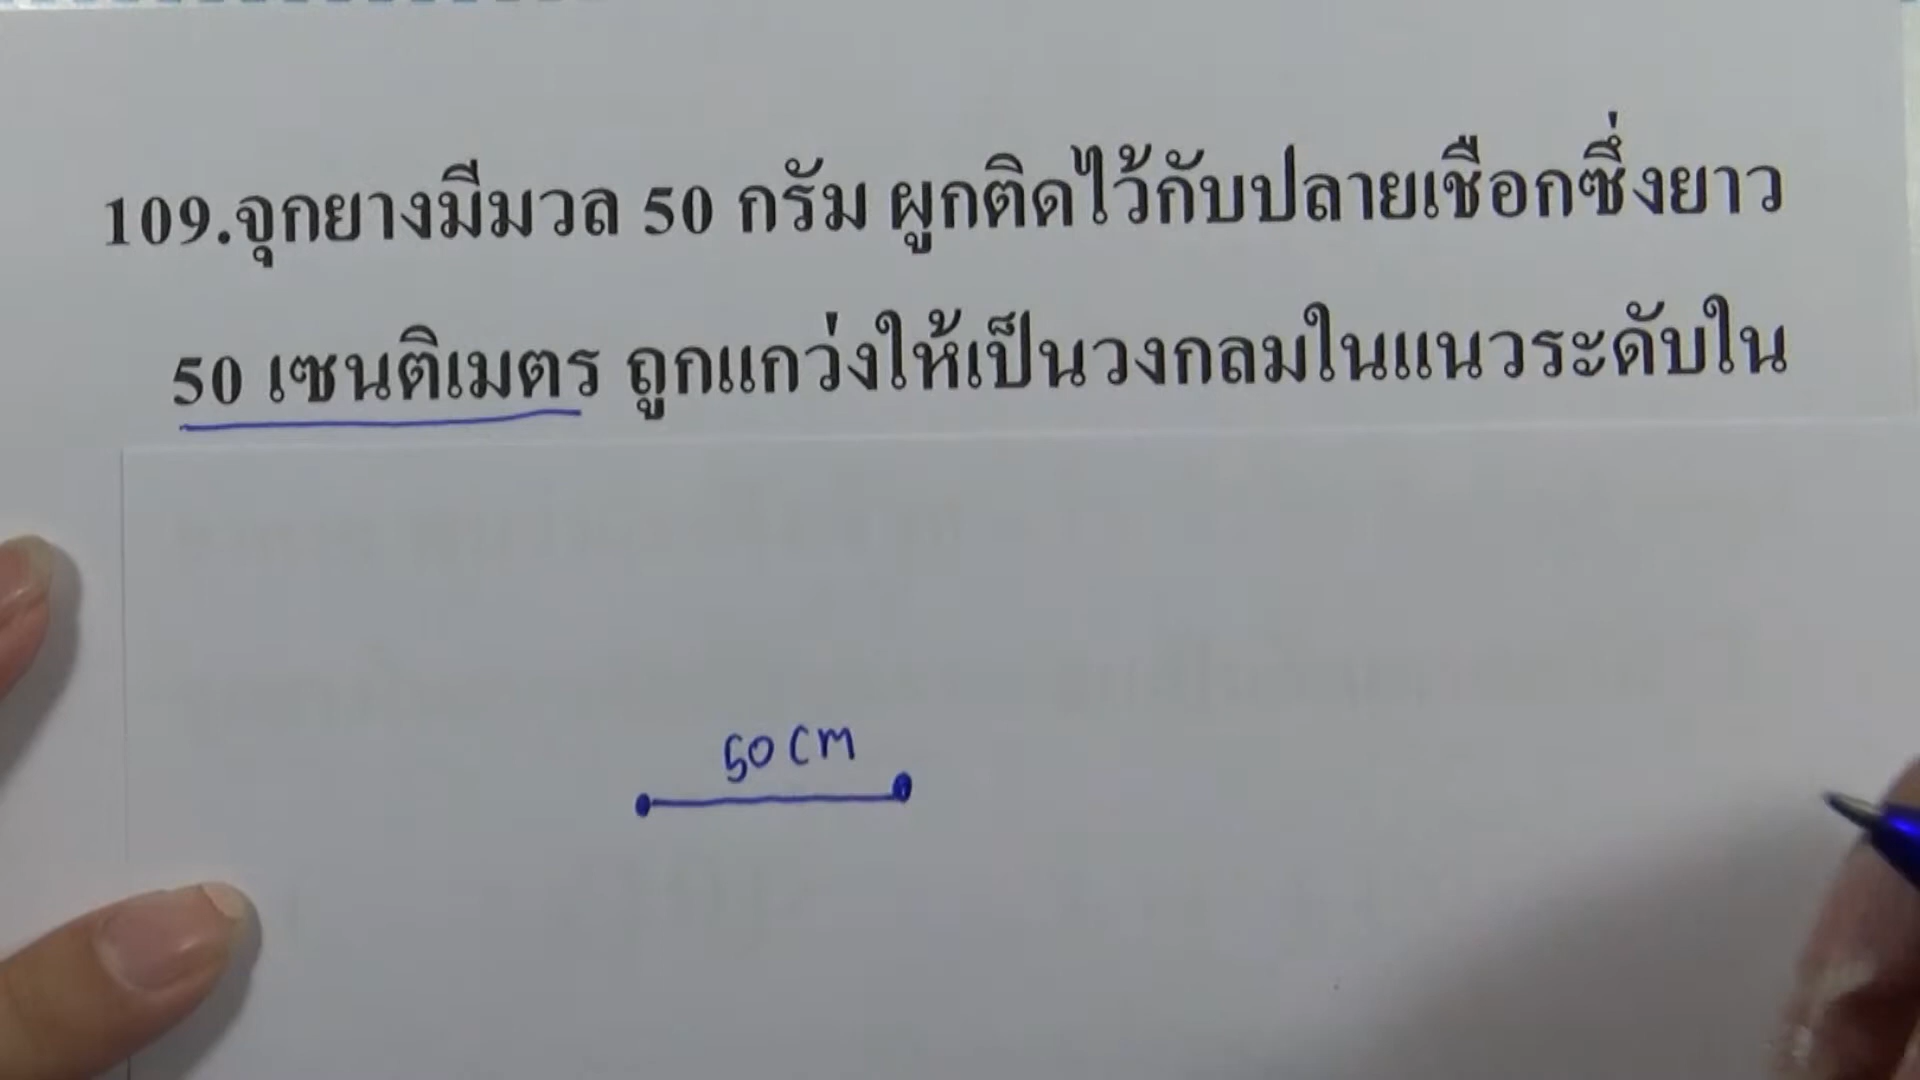 109.จุกยางมีมวล 50 กรัม ผูกติดไว้กับปลายเชือกซึ่งยาว
50 เซนติเมตร ถูกแกว่งให้เป็นวงกลมในแนวระดับใน
50 cm